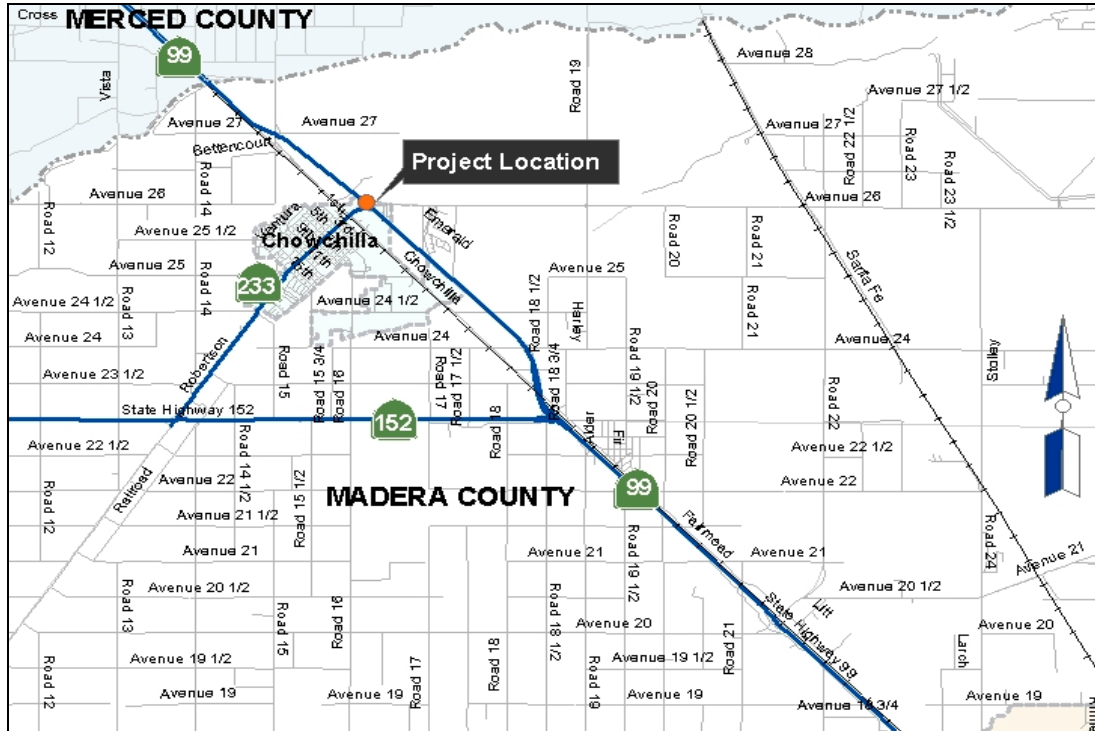 Cross
MERCED COUNTY
99
Vista
Road 19
Avenue 28
Avenue 27 1/2
Avenue 27
Avenue 27
Avenue 27
Road 22 1/2
Road 23
Bettencourt
Project Location
Road 14
Road 23 1/2
Avenue 26
Avenue 26
Road 12
Ventura
5th
1st
Emerald
Avenue 25 1/2
Chowchilla
7th
15th
Road 20
Road 21
Avenue 25
Avenue 25
Chowchilla
Santa Fe
233
Road 14
Road 18 1/2
Avenue 24 1/2
Avenue 24 1/2
Road 13
Harley
Road 21
Avenue 24
Avenue 24
Avenue 24
Robertson
Road 15
Road 15 3/4
Road 16
Road 17
Road 17 1/2
Road 18 3/4
Road 19 1/2
Avenue 23 1/2
Road 20
Road 20 1/2
Road 22
State Highway 152
152
Road 18
Fir
Avenue 22 1/2
Avenue 22 1/2
Road 14 1/2
Railroad
Avenue 22
Avenue 22
Road 15 1/2
MADERA COUNTY
99
Road 12
Avenue 21 1/2
Fairmead
Road 19 1/2
Road 24
Avenue 21
Avenue 21
Avenue 21
Avenue 21
Avenue 20 1/2
Avenue 20 1/2
State Highway 99
Litt
Road 13
Road 15
Road 16
Road 18
Road 18 1/2
Avenue 20
Avenue 20
Road 21
Larch
Avenue 19 1/2
Avenue 19 1/2
Road 12
Road 17
Road 19
Avenue 19
Avenue 19
Avenue 19
Avenue 19
Avenue 18 3/4